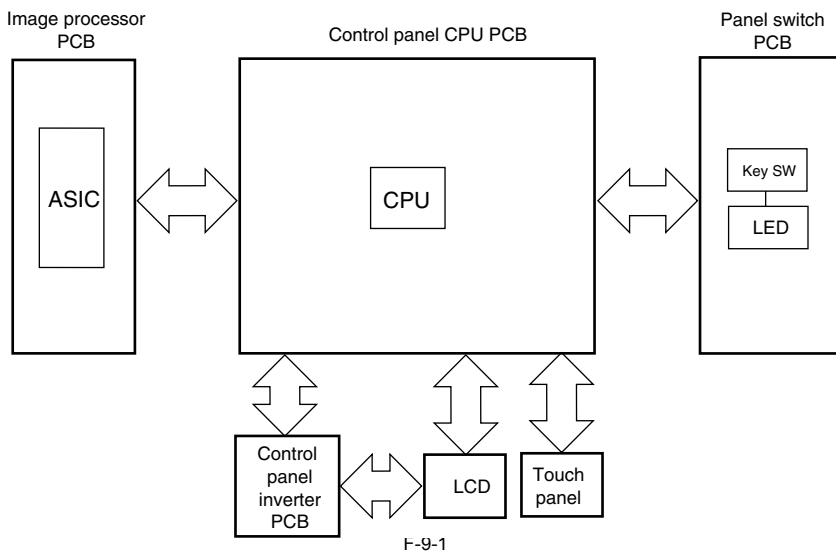 Image processor
PCB
Control panel CPU PCB
Panel switch
PCB
ASIC
CPU
Key SW
LED
Control
panel
inverter
PCB
LCD
Touch
panel
F-9-1